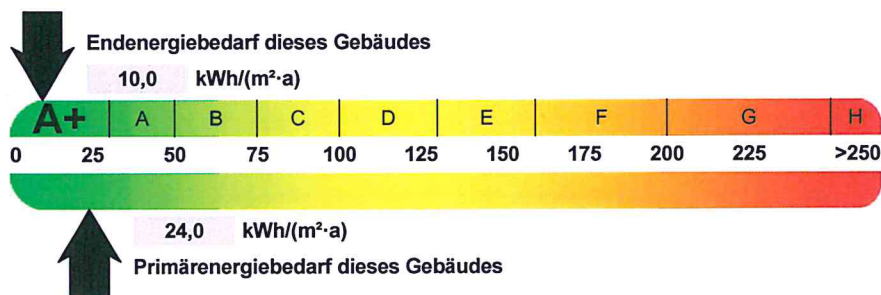 Endenergiebedarf dieses Gebäudes
10,0 kWh/(m²·a)
A+ A B C D E F G H
0 25 50 75 100 125 150 175 200 225 >250
24,0 kWh/(m²·a)
Primärenergiebedarf dieses Gebäudes